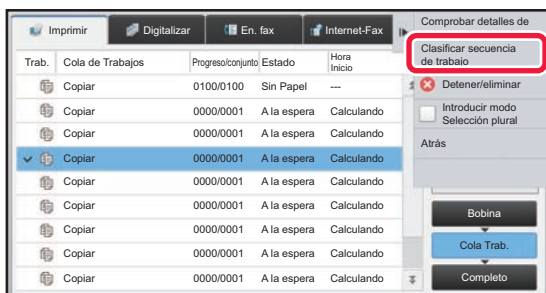 Imprimir
Digitalizar
En. fax
Internet-Fax
Trab.
Cola de Trabajos
Progreso/conjunto
Estado
Hora
Inicio
Copiar 0100/0100 Sin Papel ---
Copiar 0000/0001 A la espera Calculando
Copiar 0000/0001 A la espera Calculando
Copiar 0000/0001 A la espera Calculando
Copiar 0000/0001 A la espera Calculando
Copiar 0000/0001 A la espera Calculando
Copiar 0000/0001 A la espera Calculando
Copiar 0000/0001 A la espera Calculando
Copiar 0000/0001 A la espera Calculando
Comprobar detalles de
Clasificar secuencia
de trabajo
Detener/eliminar
Introducir modo
Selección plural
Atrás
Bobina
Cola Trab.
Completo